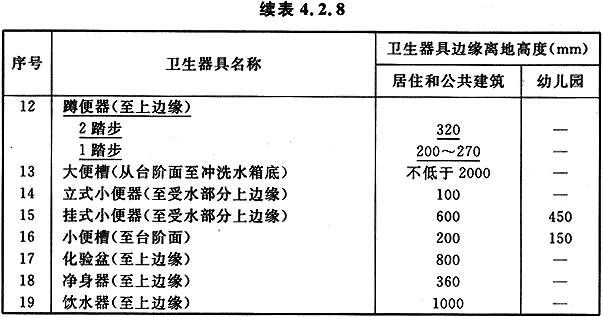 续表 4.2.8
序号 卫生器具名称 卫生器具边缘离地高度(mm)
居住和公共建筑 幼儿园
12 蹲便器(至上边缘)
2踏步 320 —
1踏步 200～270 —
13 大便槽(从台阶面至冲洗水箱底) 不低于2000 —
14 立式小便器(至受水部分上边缘) 100 —
15 挂式小便器(至受水部分上边缘) 600 450
16 小便槽(至台阶面) 200 150
17 化验盆(至上边缘) 800 —
18 净身器(至上边缘) 360 —
19 饮水器(至上边缘) 1000 —